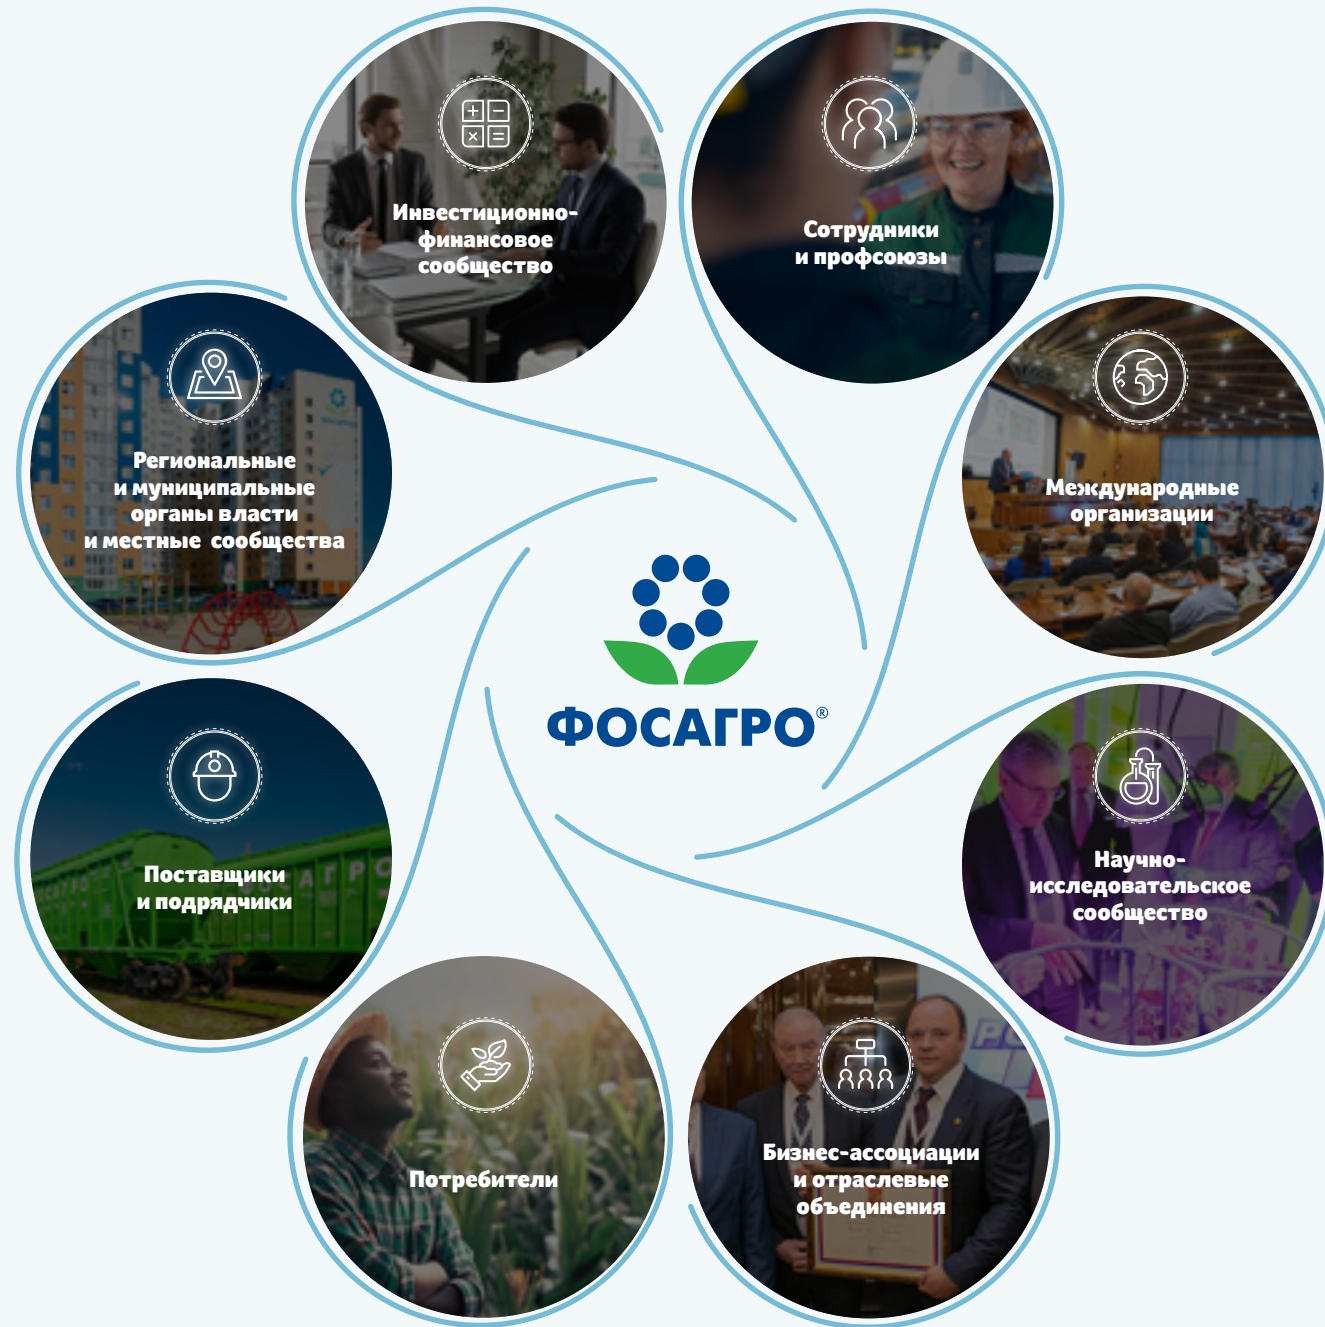 Инвестиционно-
финансовое
сообщество
Сотрудники
и профсоюзы
Региональные
и муниципальные
органы власти
и местные сообщества
ФОСАГРО
Международные
организации
ФОСАГРО®
Поставщики
и подрядчики
Научно-
исследовательское
сообщество
Потребители
Бизнес-ассоциации
и отраслевые
объединения